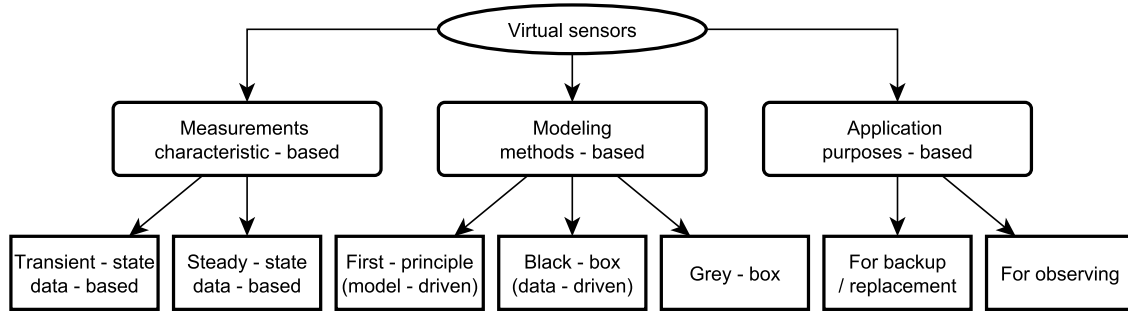 Virtual sensors
Measurements
characteristic - based
Modeling
methods - based
Application
purposes - based
Transient - state
data - based
Steady - state
data - based
First - principle
(model - driven)
Black - box
(data - driven)
Grey - box
For backup
/ replacement
For observing